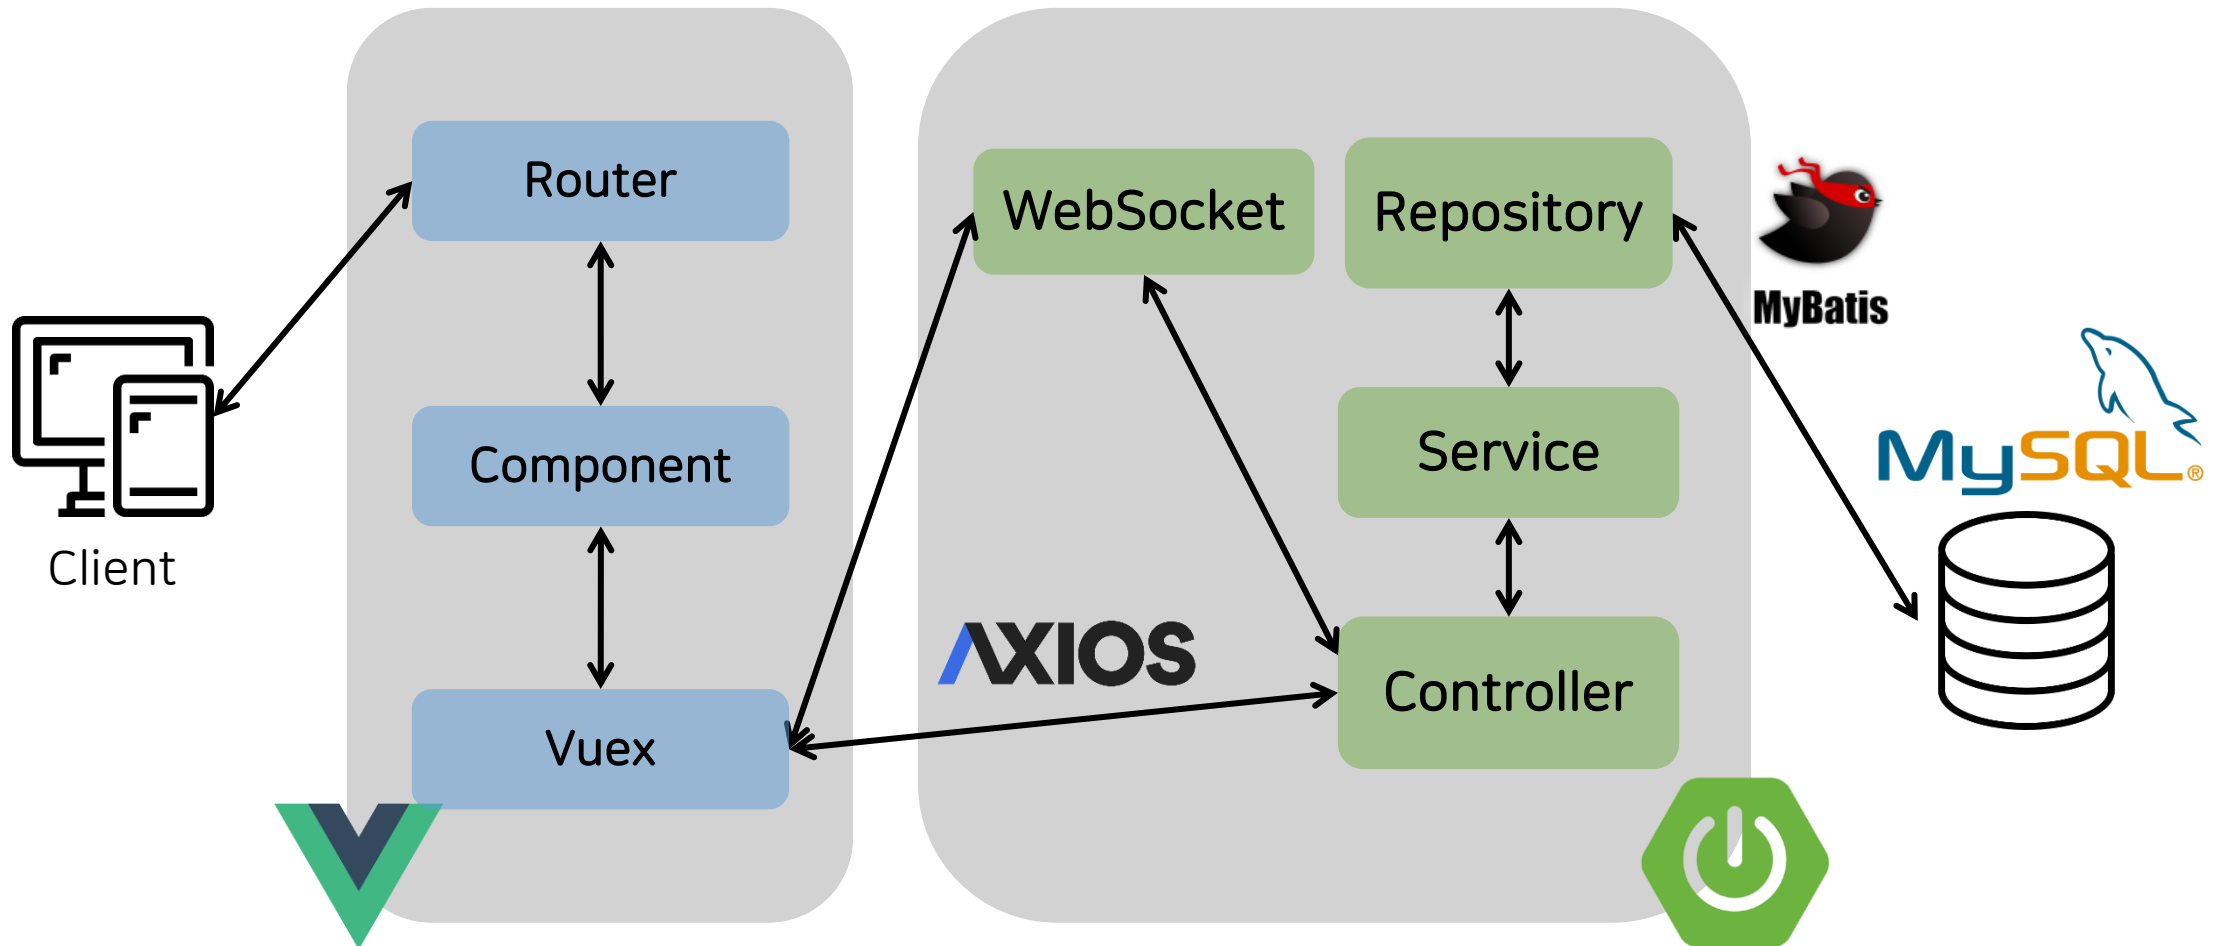 Router
WebSocket
Repository
MyBatis
Component
Service
MySQL®
Client
AXIOS
Controller
Vuex